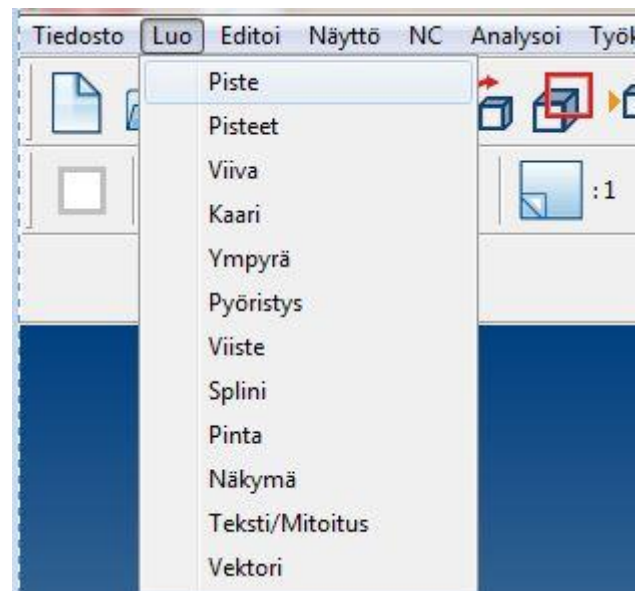 Tiedosto Luo Editoi Näyttö NC Analysoi
Piste
Pisteet
Viiva
:1
Kaari
Ympyrä
Pyöristys
Viiste
Splini
Pinta
Näkymä
Teksti/Mitoitus
Vektori